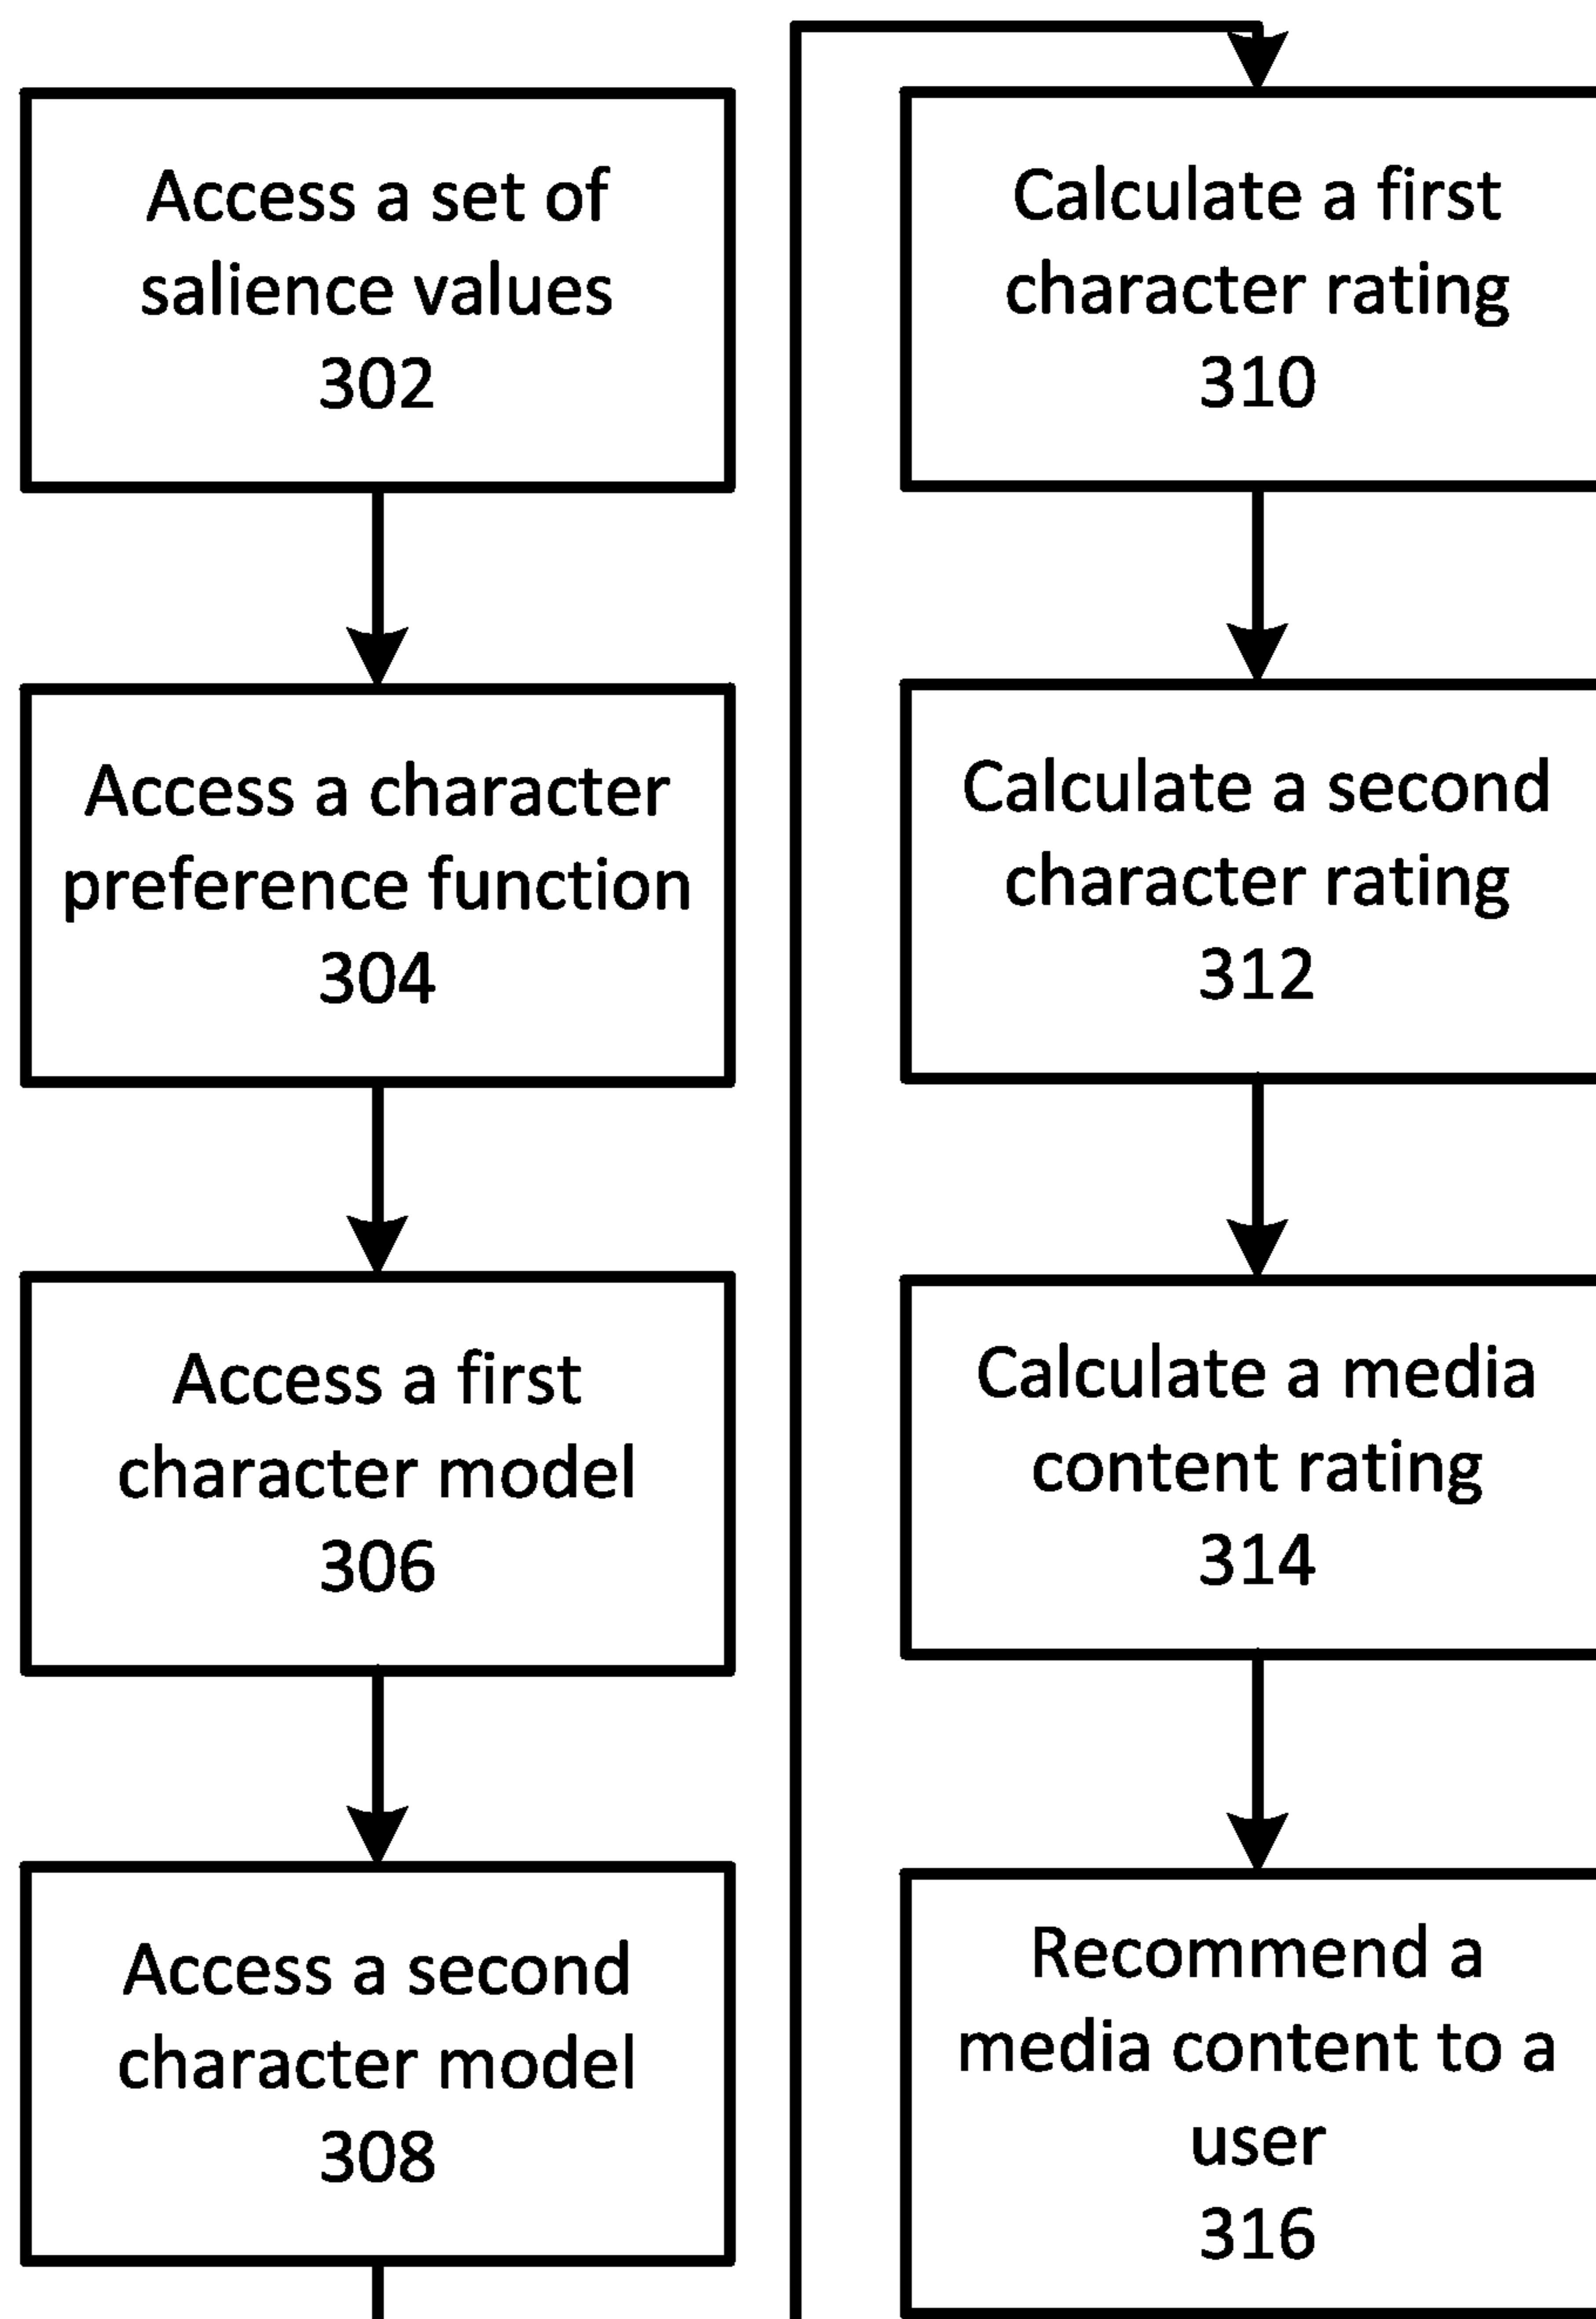 Access a set of
salience values
302
Access a character
preference function
304
Access a first
character model
306
Access a second
character model
308
Calculate a first
character rating
310
Calculate a second
character rating
312
Calculate a media
content rating
314
Recommend a
media content to a
user
316